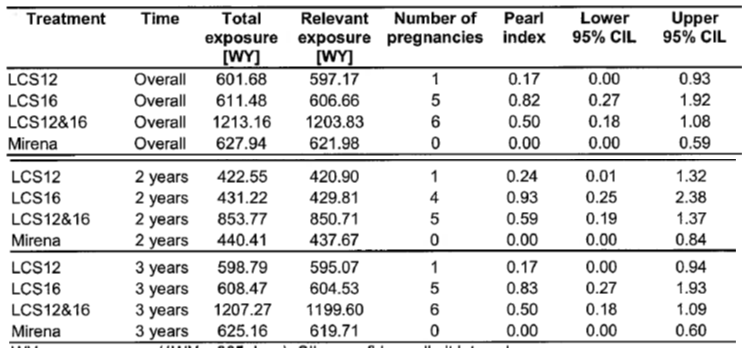 Treatment Time Total exposure [WY] Relevant exposure [WY] Number of pregnancies Pearl index Lower 95% CIL Upper 95% CIL
LCS12 Overall 601.68 597.17 1 0.17 0.00 0.93
LCS16 Overall 611.48 606.66 5 0.82 0.27 1.92
LCS12&16 Overall 1213.16 1203.83 6 0.50 0.18 1.08
Mirena Overall 627.94 621.98 0 0.00 0.00 0.59
LCS12 2 years 422.55 420.90 1 0.24 0.01 1.32
LCS16 2 years 431.22 429.81 4 0.93 0.25 2.38
LCS12&16 2 years 853.77 850.71 5 0.59 0.19 1.37
Mirena 2 years 440.41 437.67 0 0.00 0.00 0.84
LCS12 3 years 598.79 595.07 1 0.17 0.00 0.94
LCS16 3 years 608.47 604.53 5 0.83 0.27 1.93
LCS12&16 3 years 1207.27 1199.60 6 0.50 0.18 1.09
Mirena 3 years 625.16 619.71 0 0.00 0.00 0.60